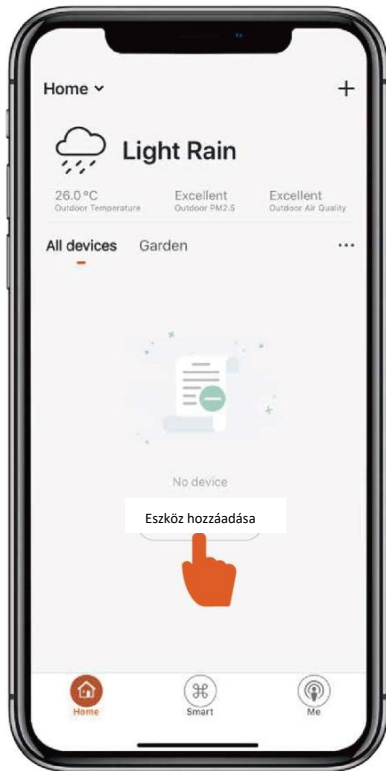 Home
Light Rain
26.0 °C Excellent Excellent
Outdoor Temperature Outdoor PM2.5 Outdoor Air Quality
All devices Garden ...
No device
Eszköz hozzáadása
Home Smart Me